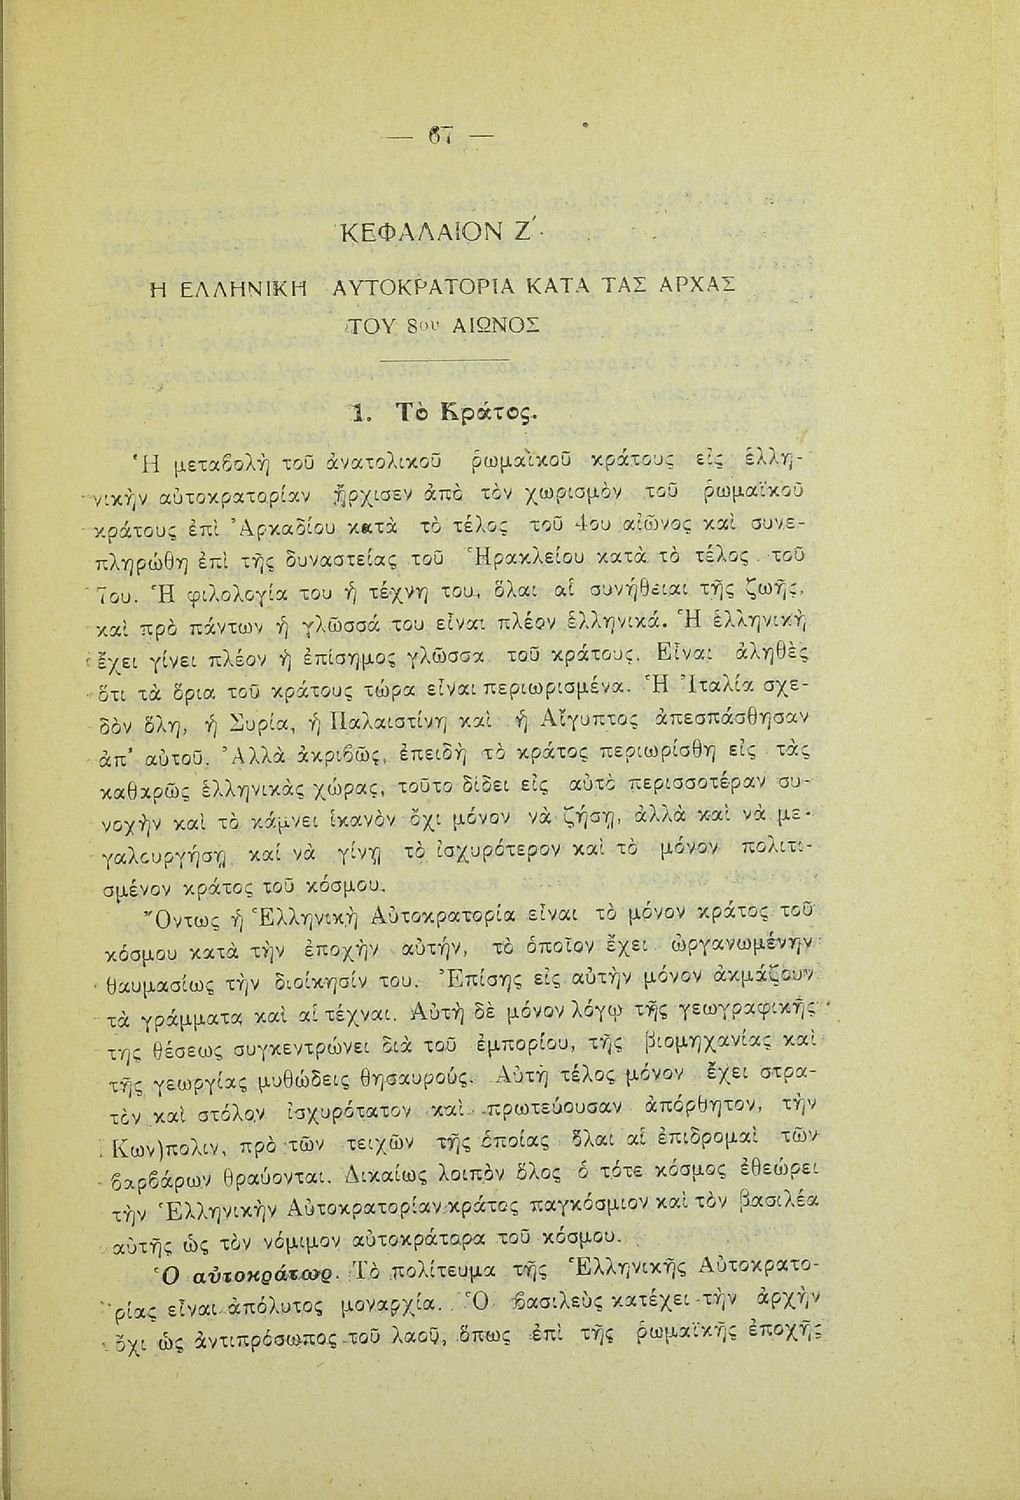 — 67 —
ΚΕΦΑΛΑΙΟΝ Ζ΄.
Η ΕΛΛΗΝΙΚΗ ΑΥΤΟΚΡΑΤΟΡΙΑ ΚΑΤΑ ΤΑΣ ΑΡΧΑΣ
ΤΟΥ 8ου ΑΙΩΝΟΣ
1. Τὸ Κράτος.
Ἡ μεταβολὴ τοῦ ἀνατολικοῦ ῥωμαϊκοῦ κράτους εἰς ἑλλη-
νικὴν αὐτοκρατορίαν ἤρχισεν ἀπὸ τὸν χωρισμὸν τοῦ ῥωμαϊκοῦ
κράτους ἐπὶ Ἀρκαδίου κατὰ τὸ τέλος τοῦ 4ου αἰῶνος καὶ συνε-
πληρώθη ἐπὶ τῆς δυναστείας τοῦ Ἡρακλείου κατὰ τὸ τέλος τοῦ
7ου. Ἡ φιλολογία του ἡ τέχνη του, ὅλαι αἱ συνήθειαι τῆς ζωῆς,
καὶ πρὸ πάντων ἡ γλῶσσά του εἶναι πλέον ἑλληνικά. Ἡ ἑλληνικὴ
ἔχει γίνει πλέον ἡ ἐπίσημος γλῶσσα τοῦ κράτους. Εἶναι ἀληθὲς
ὅτι τὰ ὅρια τοῦ κράτους τώρα εἶναι περιωρισμένα. Ἡ Ἰταλία σχε-
δὸν ὅλη, ἡ Συρία, ἡ Παλαιστίνη καὶ ἡ Αἴγυπτος ἀπεσπάσθησαν
ἀπ' αὐτοῦ. Ἀλλὰ ἀκριβῶς, ἐπειδὴ τὸ κράτος περιωρίσθη εἰς τὰς
καθαρῶς ἑλληνικὰς χώρας, τοῦτο δίδει εἰς αὐτὸ περισσοτέραν συ-
νοχὴν καὶ τὸ κάμνει ἱκανὸν ὄχι μόνον νὰ ζήσῃ, ἀλλὰ καὶ νὰ με-
γαλουργήσῃ καί νὰ γίνῃ τὸ ἰσχυρότερον καὶ τὸ μόνον πολιτι-
σμένον κράτος τοῦ κόσμου.
Ὄντως ἡ Ἑλληνικὴ Αὐτοκρατορία εἶναι τὸ μόνον κράτος τοῦ
κόσμου κατὰ τὴν ἐποχὴν αὐτήν, τὸ ὁποῖον ἔχει ὠργανωμένην
θαυμασίως τὴν διοίκησίν του. Ἐπίσης εἰς αὐτὴν μόνον ἀκμάζουν
τὰ γράμματα καὶ αἱ τέχναι. Αὐτὴ δὲ μόνον λόγῳ τῆς γεωγραφικῆς
της θέσεως συγκεντρώνει διὰ τοῦ ἐμπορίου, τῆς βιομηχανίας καὶ
τῆς γεωργίας μυθώδεις θησαυρούς. Αὐτὴ τέλος μόνον ἔχει στρα-
τὸν καὶ στόλον ἰσχυρότατον καὶ πρωτεύουσαν ἀπόρθητον, τὴν
Κων)πολιν, πρὸ τῶν τειχῶν τῆς ὁποίας ὅλαι αἱ ἐπιδρομαὶ τῶν
βαρβάρων θραύονται. Δικαίως λοιπὸν ὅλος ὁ τότε κόσμος ἐθεώρει
τὴν Ἑλληνικὴν Αὐτοκρατορίαν κράτος παγκόσμιον καὶ τὸν βασιλέα
αὐτῆς ὡς τὸν νόμιμον αὐτοκράτορα τοῦ κόσμου.
Ὁ αὐτοκράτωρ. Τὸ πολίτευμα τῆς Ἑλληνικῆς Αὐτοκρατο-
ρίας εἶναι ἀπόλυτος μοναρχία. Ὁ βασιλεὺς κατέχει τὴν ἀρχὴν
ὄχι ὡς ἀντιπρόσωπος τοῦ λαοῦ, ὅπως ἐπὶ τῆς ῥωμαϊκῆς ἐποχῆς